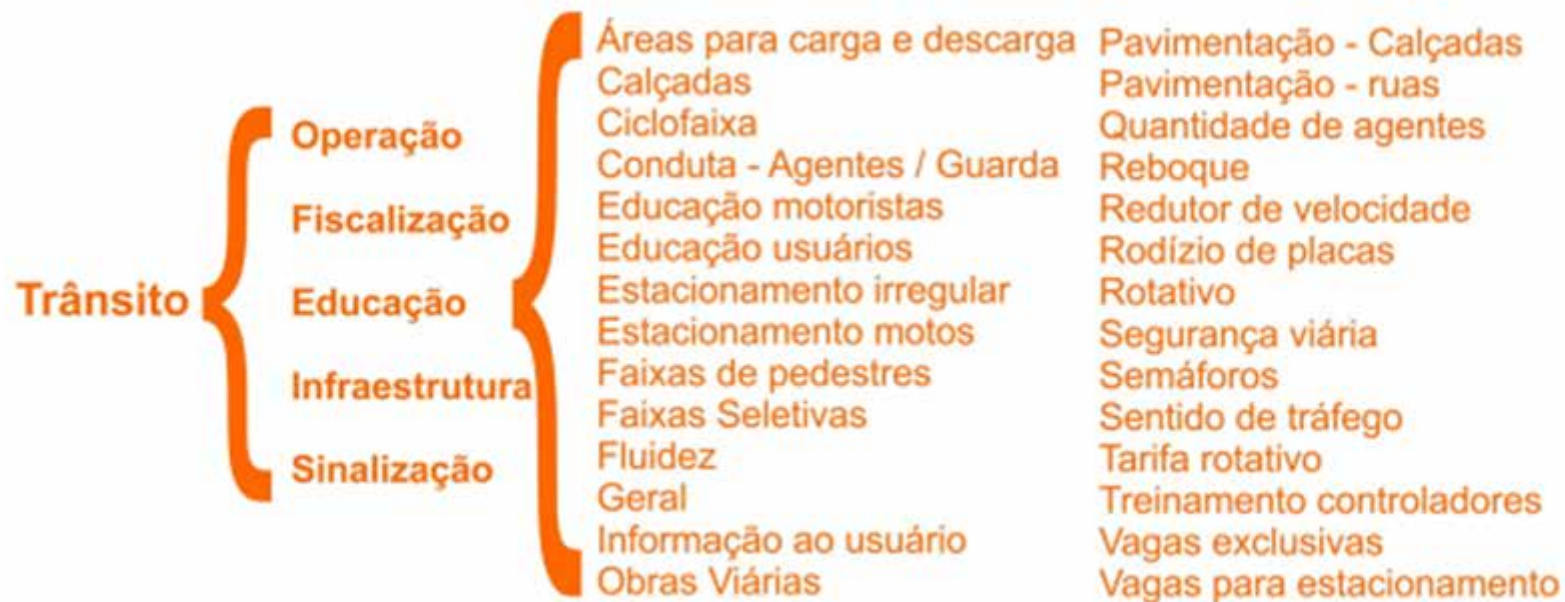 Trânsito
Operação
Fiscalização
Educação
Infraestrutura
Sinalização
Áreas para carga e descarga
Calçadas
Ciclofaixa
Conduta - Agentes / Guarda
Educação motoristas
Educação usuários
Estacionamento irregular
Estacionamento motos
Faixas de pedestres
Faixas Seletivas
Fluidez
Geral
Informação ao usuário
Obras Viárias
Pavimentação - Calçadas
Pavimentação - ruas
Quantidade de agentes
Reboque
Redutor de velocidade
Rodízio de placas
Rotativo
Segurança viária
Semáforos
Sentido de tráfego
Tarifa rotativo
Treinamento controladores
Vagas exclusivas
Vagas para estacionamento